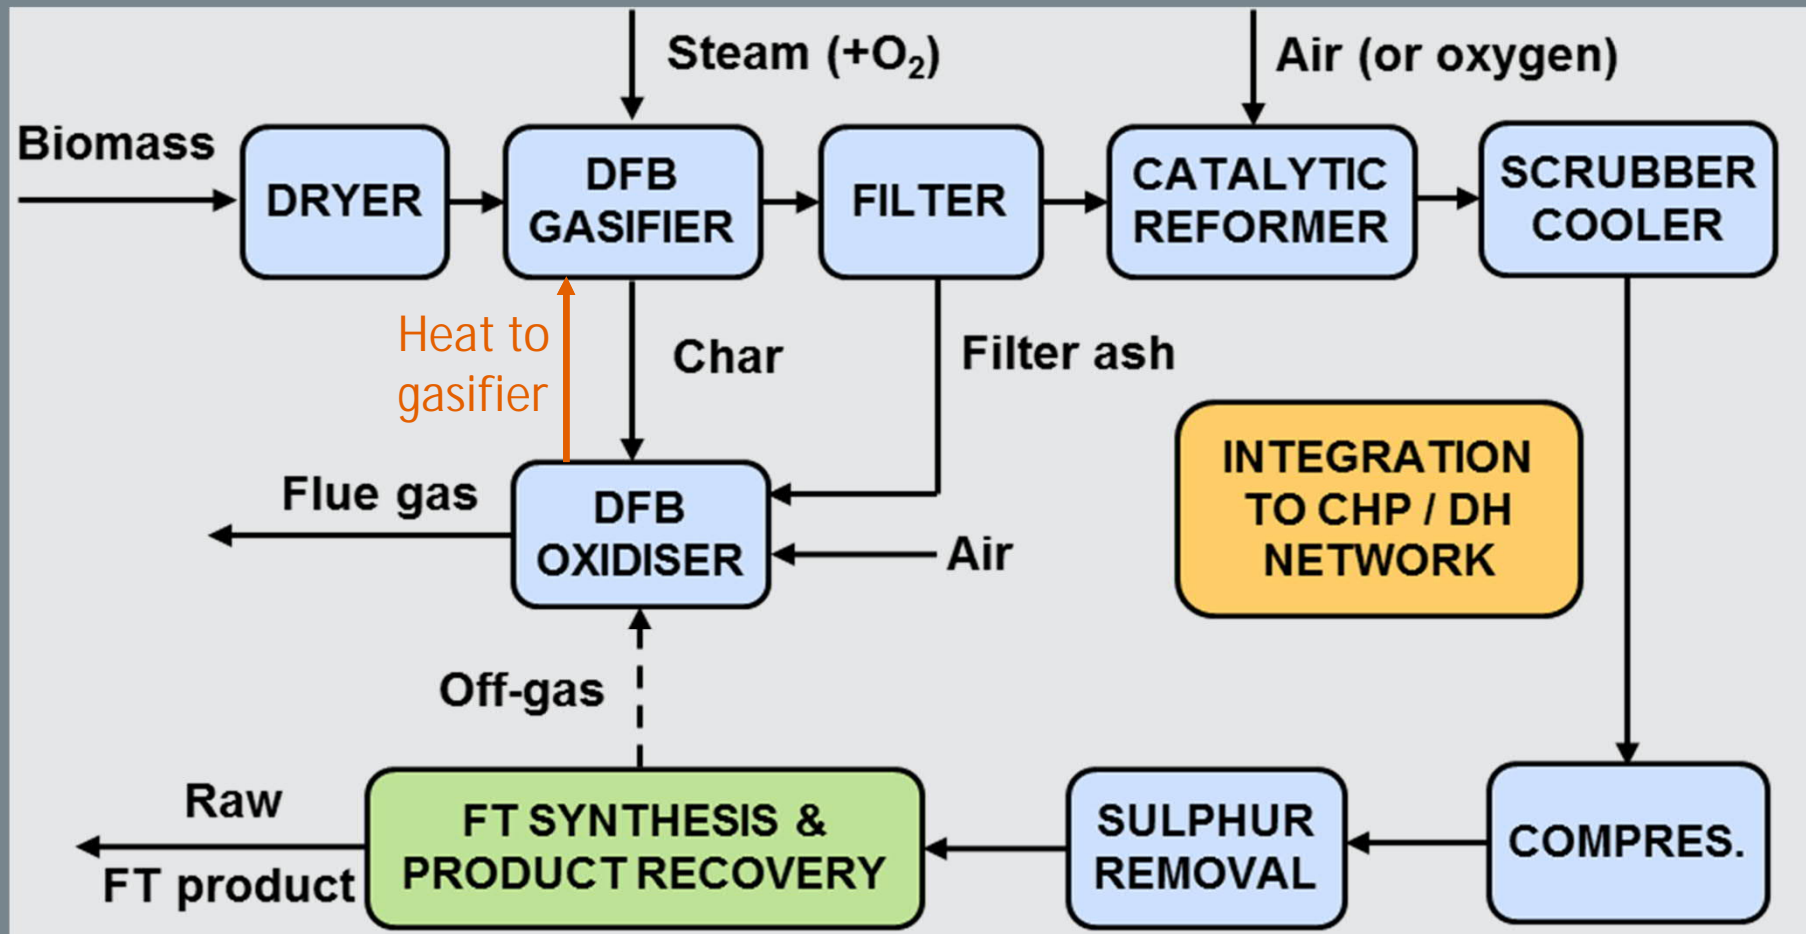 Steam (+O₂)
Air (or oxygen)
Biomass
DRYER
DFB
GASIFIER
FILTER
CATALYTIC
REFORMER
SCRUBBER
COOLER
Heat to
gasifier
Char
Filter ash
INTEGRATION
TO CHP / DH
NETWORK
Flue gas
DFB
OXIDISER
Air
Off-gas
Raw
FT product
FT SYNTHESIS &
PRODUCT RECOVERY
SULPHUR
REMOVAL
COMPRES.